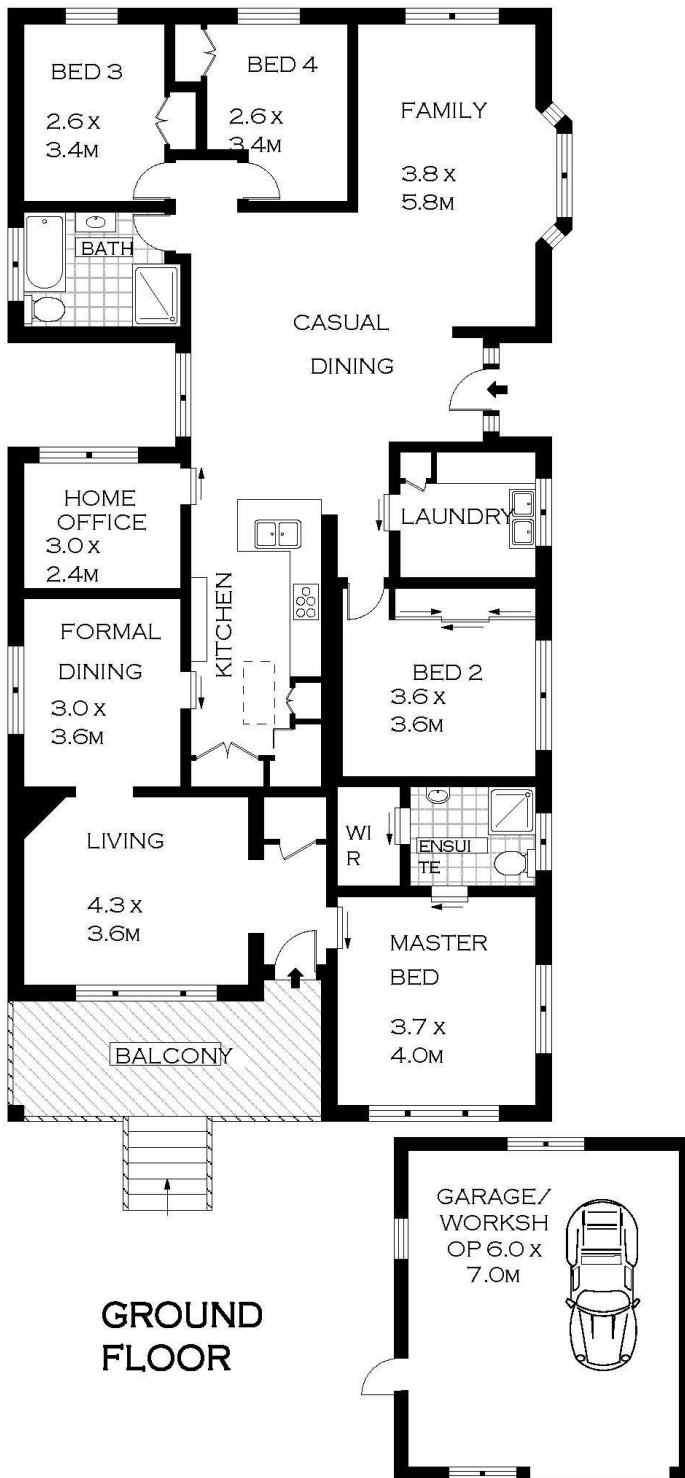 BED 3
2.6 X
3.4M
BED 4
2.6 X
3.4M
FAMILY
3.8 X
5.8M
BATH
CASUAL
DINING
HOME
OFFICE
3.0 X
2.4M
LAUNDRY
FORMAL
DINING
3.0 X
3.6M
KITCHEN
BED 2
3.6 X
3.6M
LIVING
4.3 X
3.6M
WI
R
ENSUI
TE
MASTER
BED
3.7 X
4.0M
BALCONY
GARAGE/
WORKSH
OP 6.0 X
7.0M
GROUND
FLOOR